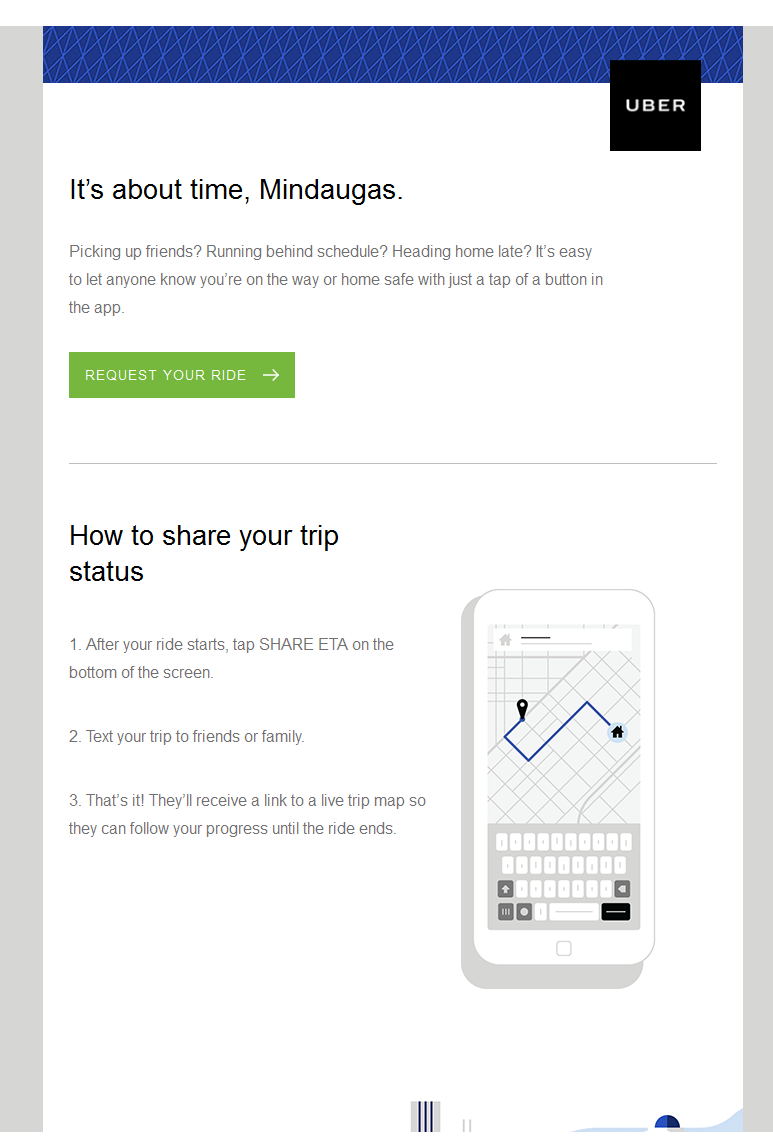 UBER
It’s about time, Mindaugas.
Picking up friends? Running behind schedule? Heading home late? It’s easy
to let anyone know you’re on the way or home safe with just a tap of a button in
the app.
REQUEST YOUR RIDE
How to share your trip
status
1. After your ride starts, tap SHARE ETA on the
bottom of the screen.
2. Text your trip to friends or family.
3. That’s it! They’ll receive a link to a live trip map so
they can follow your progress until the ride ends.